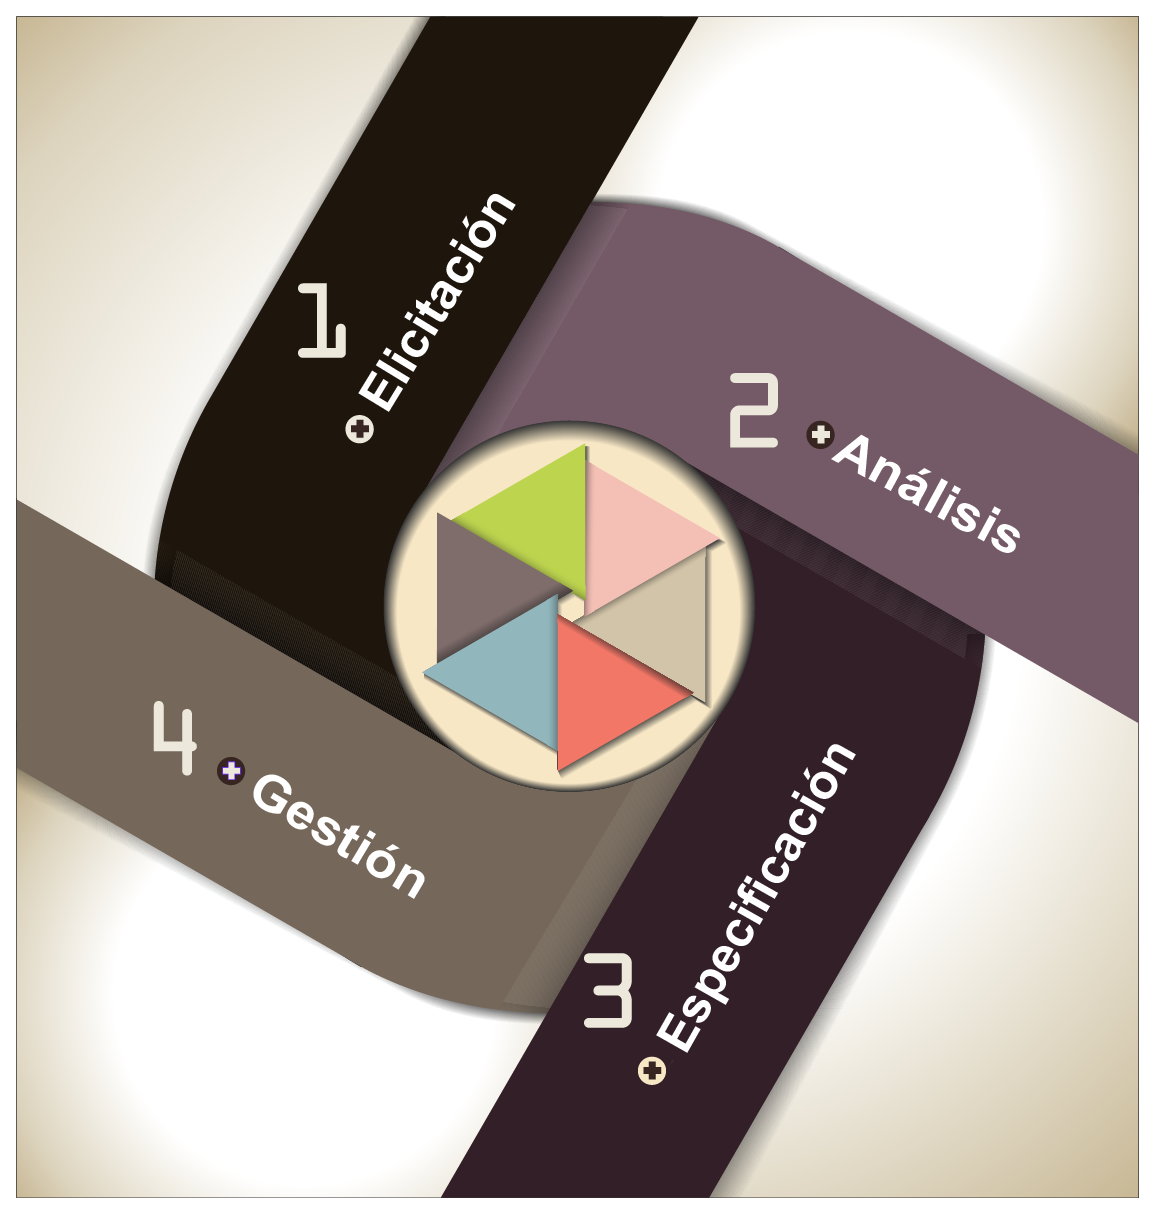 1
Elicitación
2
Análisis
3
Especificación
4
Gestión